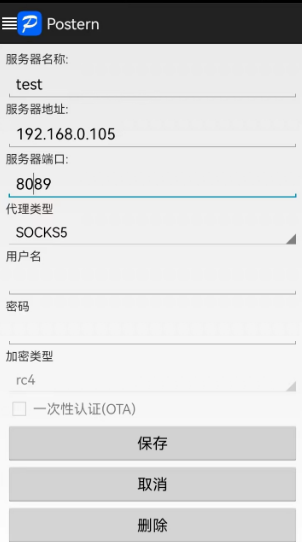 Postern
服务器名称:
test
服务器地址:
192.168.0.105
服务器端口:
8089
代理类型
SOCKS5
用户名
密码
加密类型
rc4
一次性认证(OTA)
保存
取消
删除